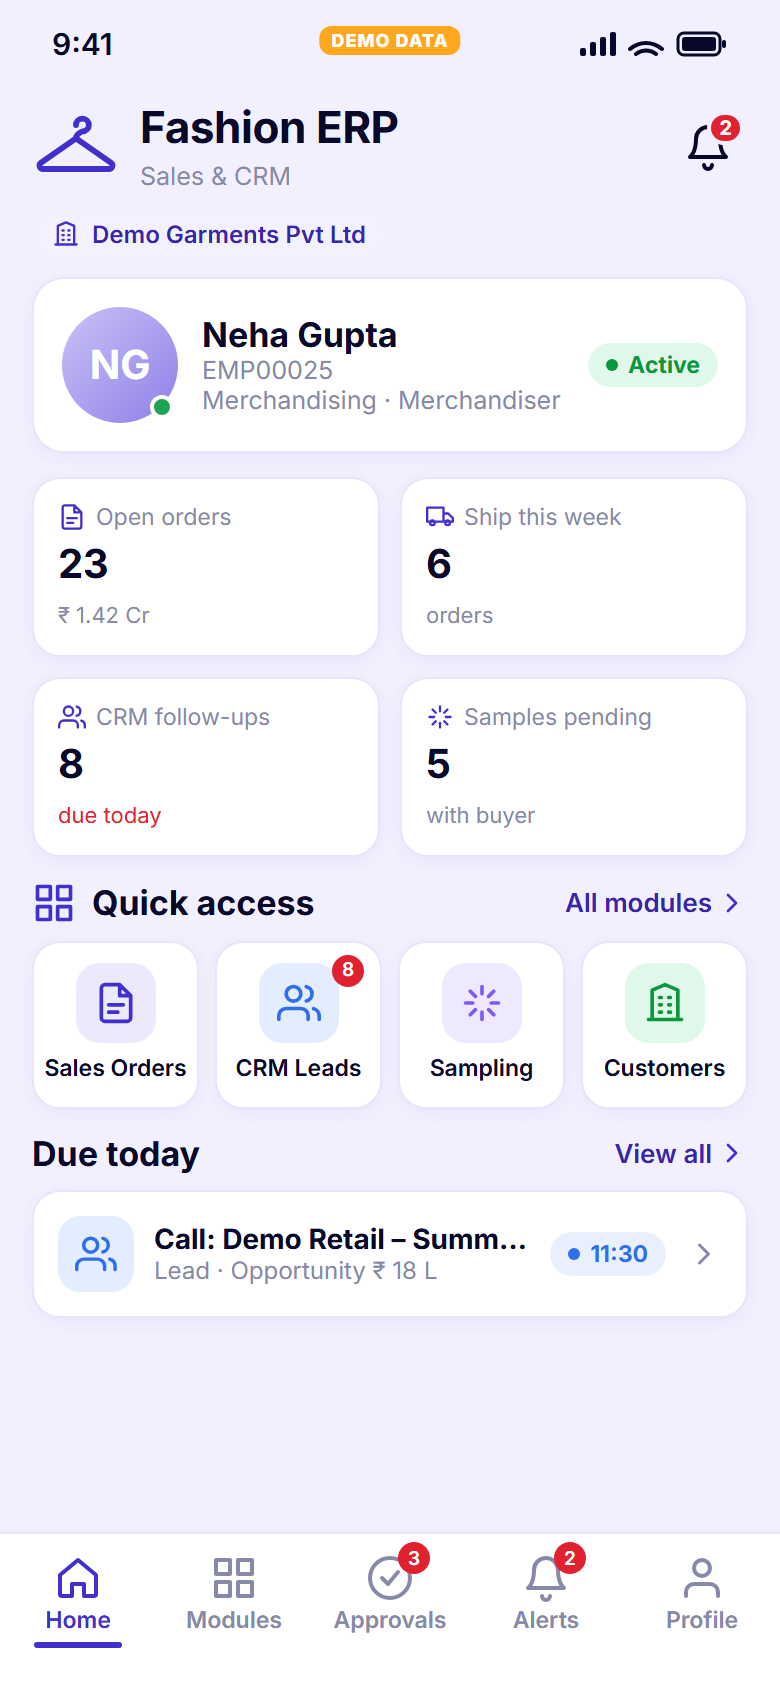 9:41
DEMO DATA
Fashion ERP
2
Sales & CRM
Demo Garments Pvt Ltd
NG
Neha Gupta
EMP00025
Merchandising · Merchandiser
Active
Open orders
23
₹ 1.42 Cr
Ship this week
6
orders
CRM follow-ups
8
due today
Samples pending
5
with buyer
Quick access
All modules
Sales Orders
8
CRM Leads
Sampling
Customers
Due today
View all
Call: Demo Retail – Summ...
Lead · Opportunity ₹ 18 L
11:30
Home
Modules
3
Approvals
2
Alerts
Profile